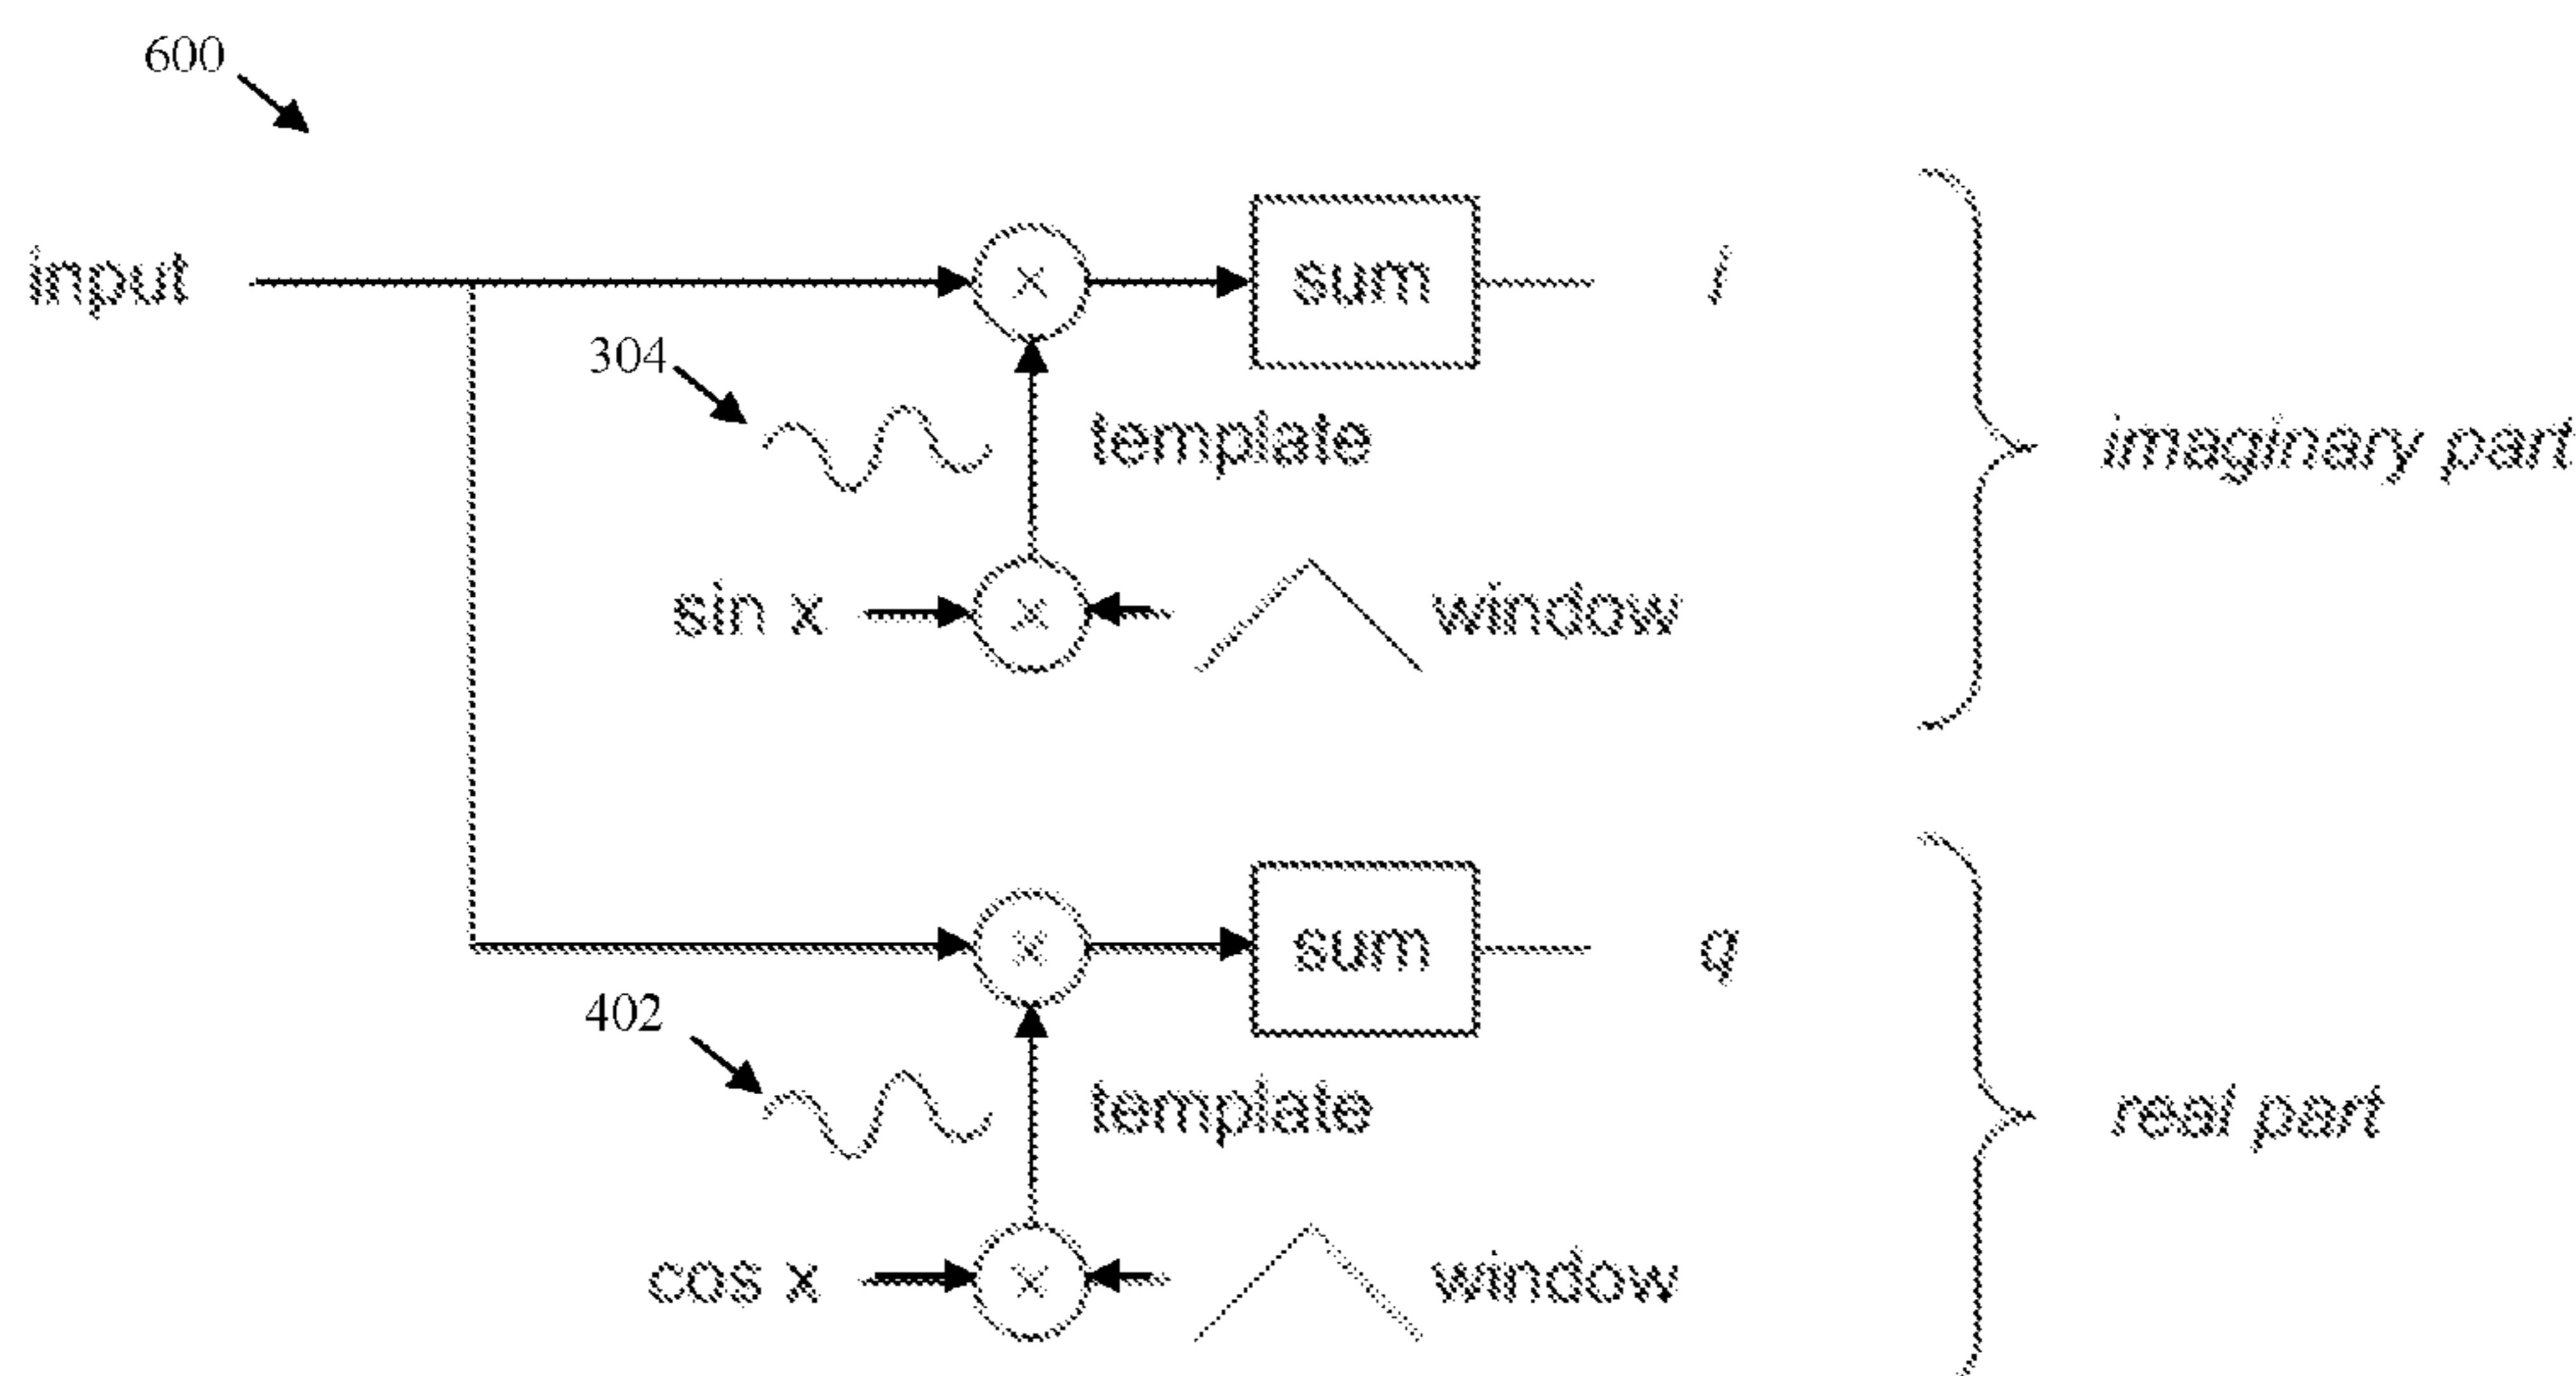 600
input
×
sum
i
304
template
imaginary part
sin x
×
window
×
sum
q
402
template
real part
cos x
×
window